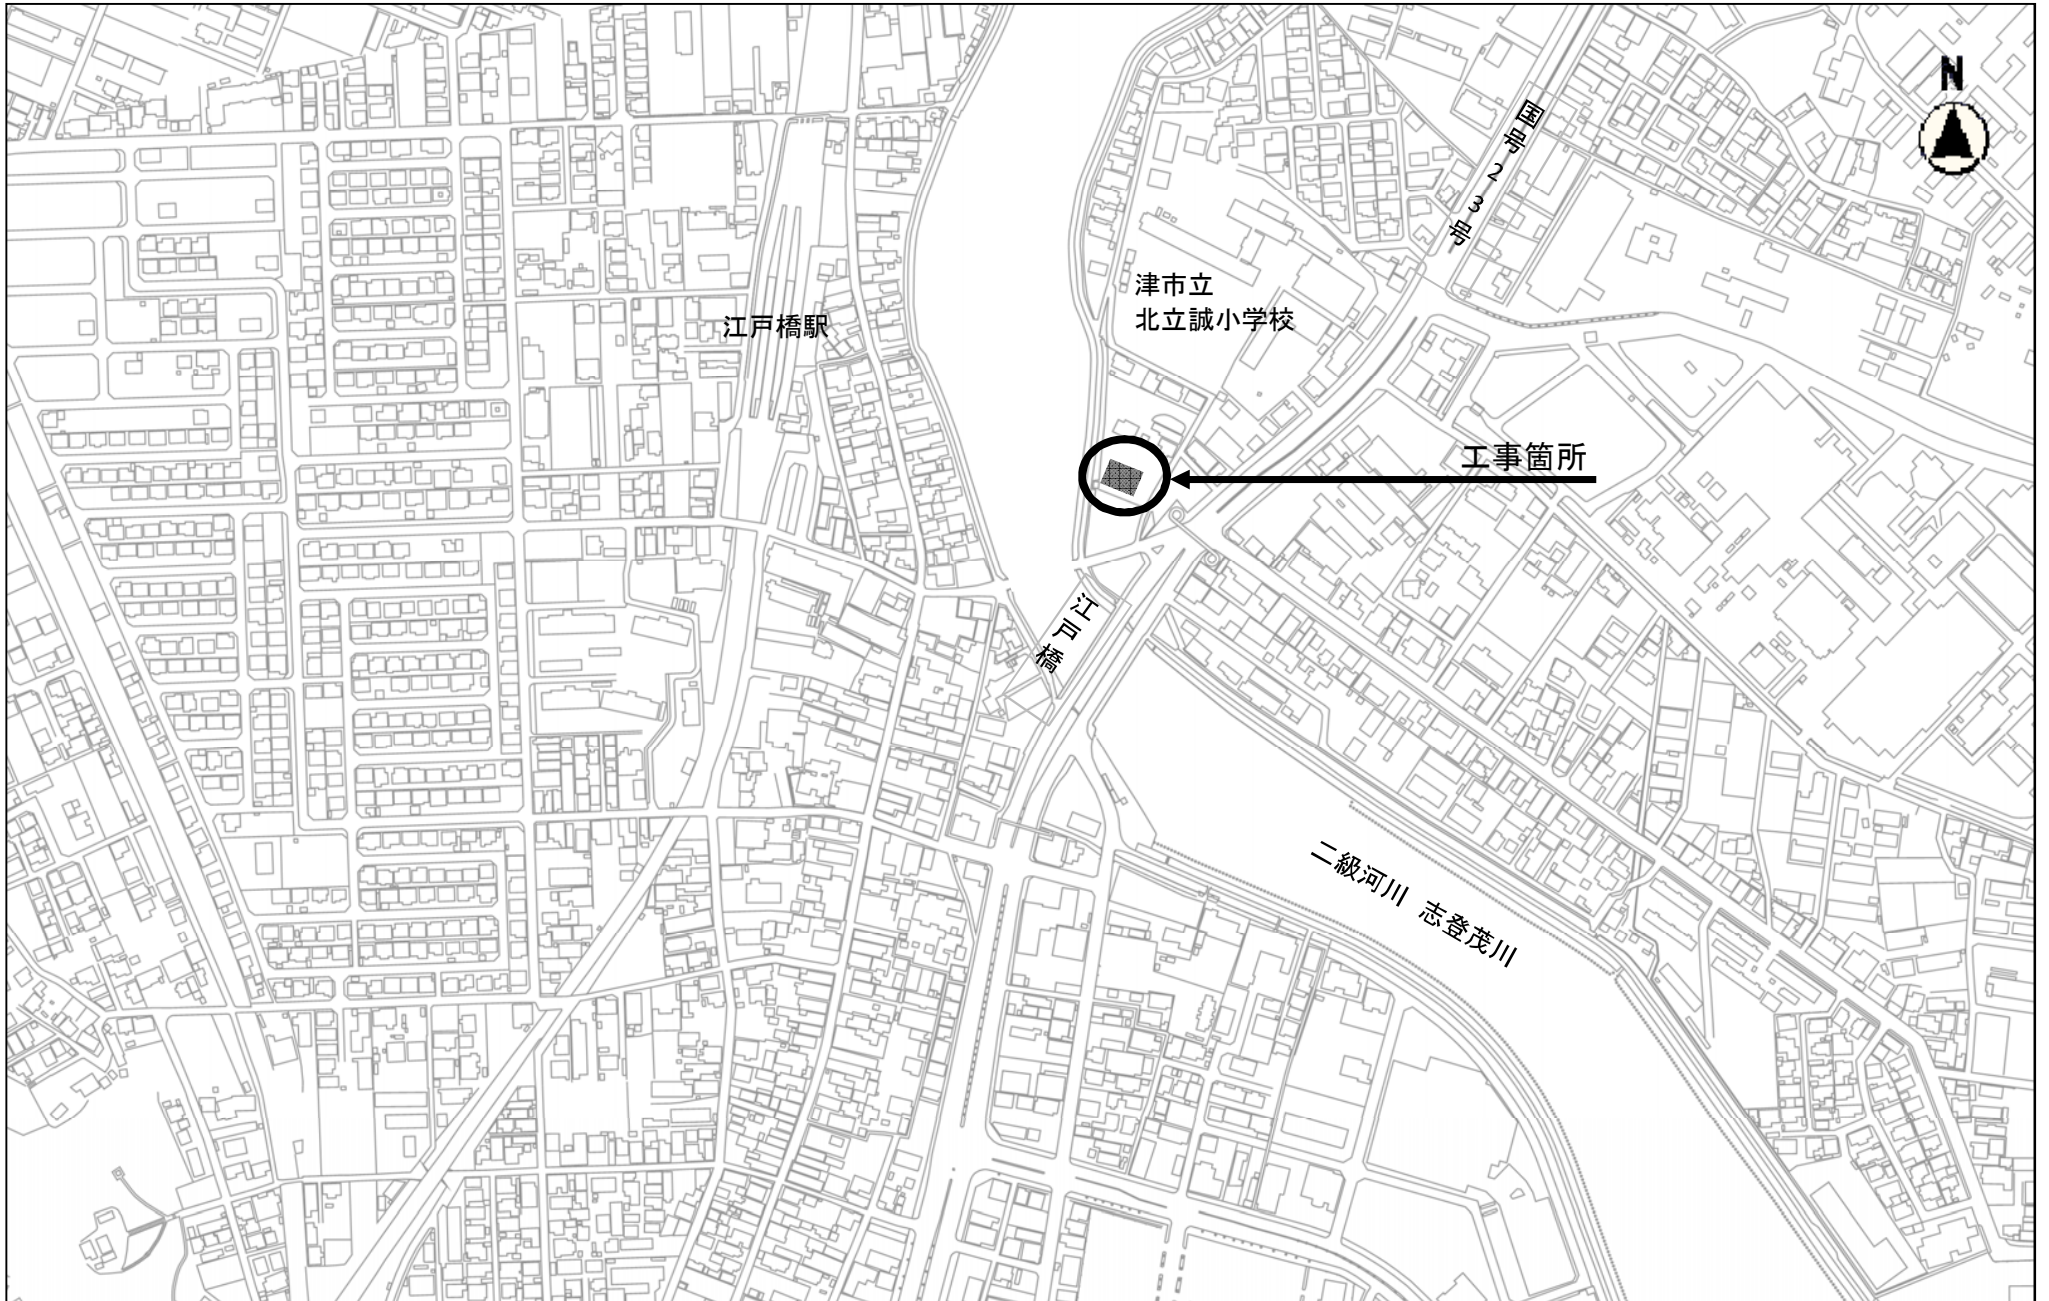 N
国号23号
津市立
北立誠小学校
江戸橋駅
工事箇所
江戸橋
二級河川 志登茂川